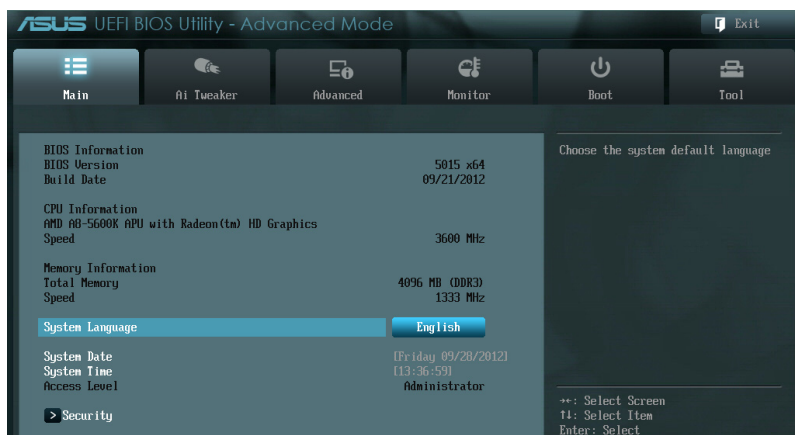 ASUS UEFI BIOS Utility - Advanced Mode
Exit
Main Ai Tweaker Advanced Monitor Boot Tool
BIOS Information
BIOS Version 5015 x64
Build Date 09/21/2012
CPU Information
AMD A8-5600K APU with Radeon(tm) HD Graphics
Speed 3600 MHz
Memory Information
Total Memory 4096 MB (DDR3)
Speed 1333 MHz
System Language English
System Date [Friday 09/28/2012]
System Time [13:36:59]
Access Level Administrator
> Security
Choose the system default language
→←: Select Screen
↑↓: Select Item
Enter: Select